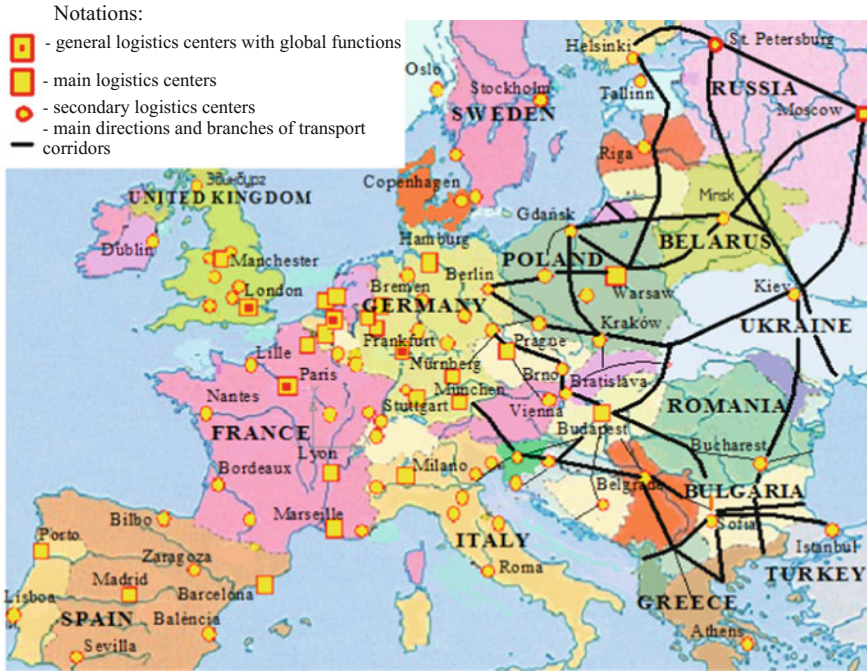 Notations:
- general logistics centers with global functions
- main logistics centers
- secondary logistics centers
- main directions and branches of transport
corridors
Helsinki
St. Petersburg
Oslo
Stockholm
Tallinn
RUSSIA
SWEDEN
Moscow
Riga
Эдинбург
UNITED KINGDOM
Copenhagen
Minsk
Gdańsk
BELARUS
Dublin
Manchester
Hamburg
POLAND
Berlin
Bremen
London
GERMANY
Warsaw
Kiev
Kraków
UKRAINE
Lille
Frankfurt
Prague
Paris
Nürnberg
Brno
Bratislava
Nantes
München
Stuttgart
Vienna
ROMANIA
FRANCE
Budapest
Bucharest
Lyon
Milano
Bordeaux
Belgrade
BULGARIA
Bilbo
Marseille
Sofia
Porto
ITALY
Istanbul
Zaragoza
Roma
TURKEY
Madrid
Barcelona
GREECE
Lisboa
SPAIN
Balència
Athens
Sevilla